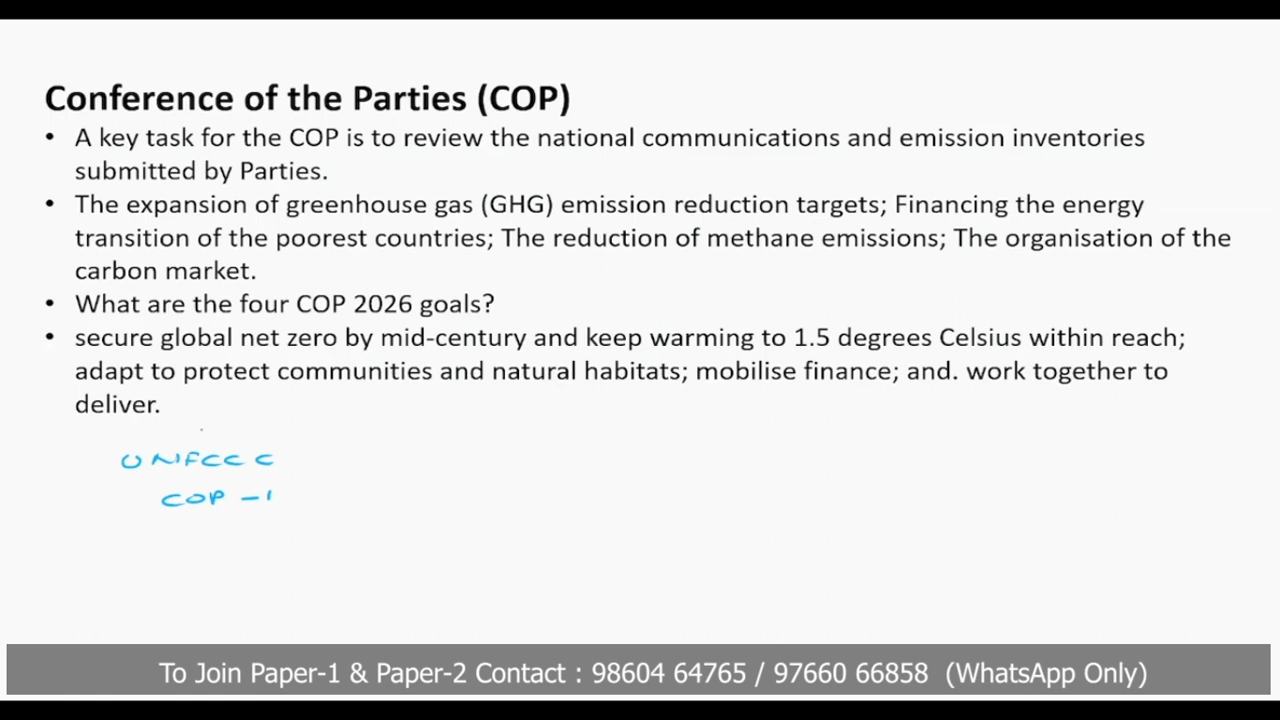 Conference of the Parties (COP)
• A key task for the COP is to review the national communications and emission inventories
submitted by Parties.
• The expansion of greenhouse gas (GHG) emission reduction targets; Financing the energy
transition of the poorest countries; The reduction of methane emissions; The organisation of the
carbon market.
• What are the four COP 2026 goals?
• secure global net zero by mid-century and keep warming to 1.5 degrees Celsius within reach;
adapt to protect communities and natural habitats; mobilise finance; and. work together to
deliver.
UNFCCC
COP -1
To Join Paper-1 & Paper-2 Contact : 98604 64765 / 97660 66858 (WhatsApp Only)